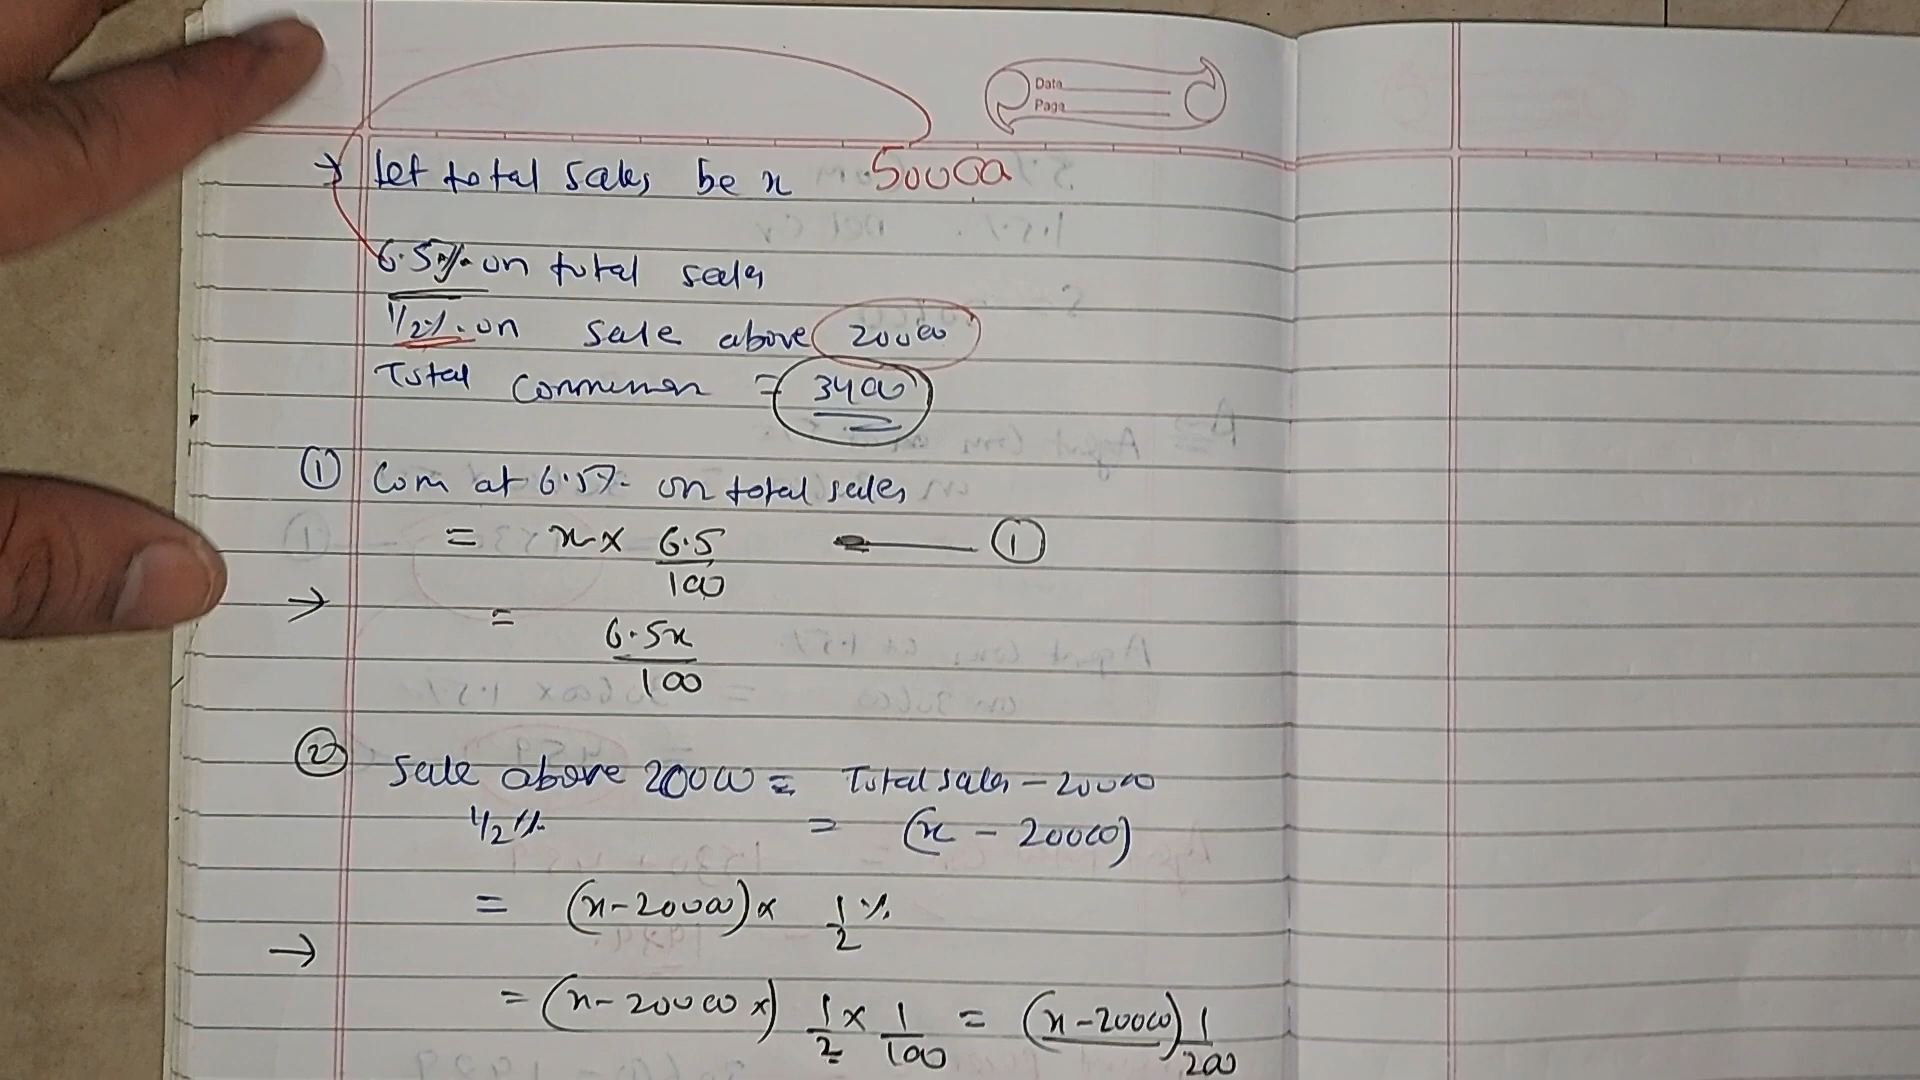 Date
Page
Let total sales be x 50000
6.5% on total sales
1/2% on sale above 20000
Total = 3400
① Com at 6.5% on total sales
= x × 6.5/100 — ①
→ = 6.5x/100
② Sale above 20000 = Total sales - 20000
1/2% = (x - 20000)
= (x-20000) × 1/2 %
→
= (x-20000 x) 1/2 × 1/100 = (x-20000) 1/200